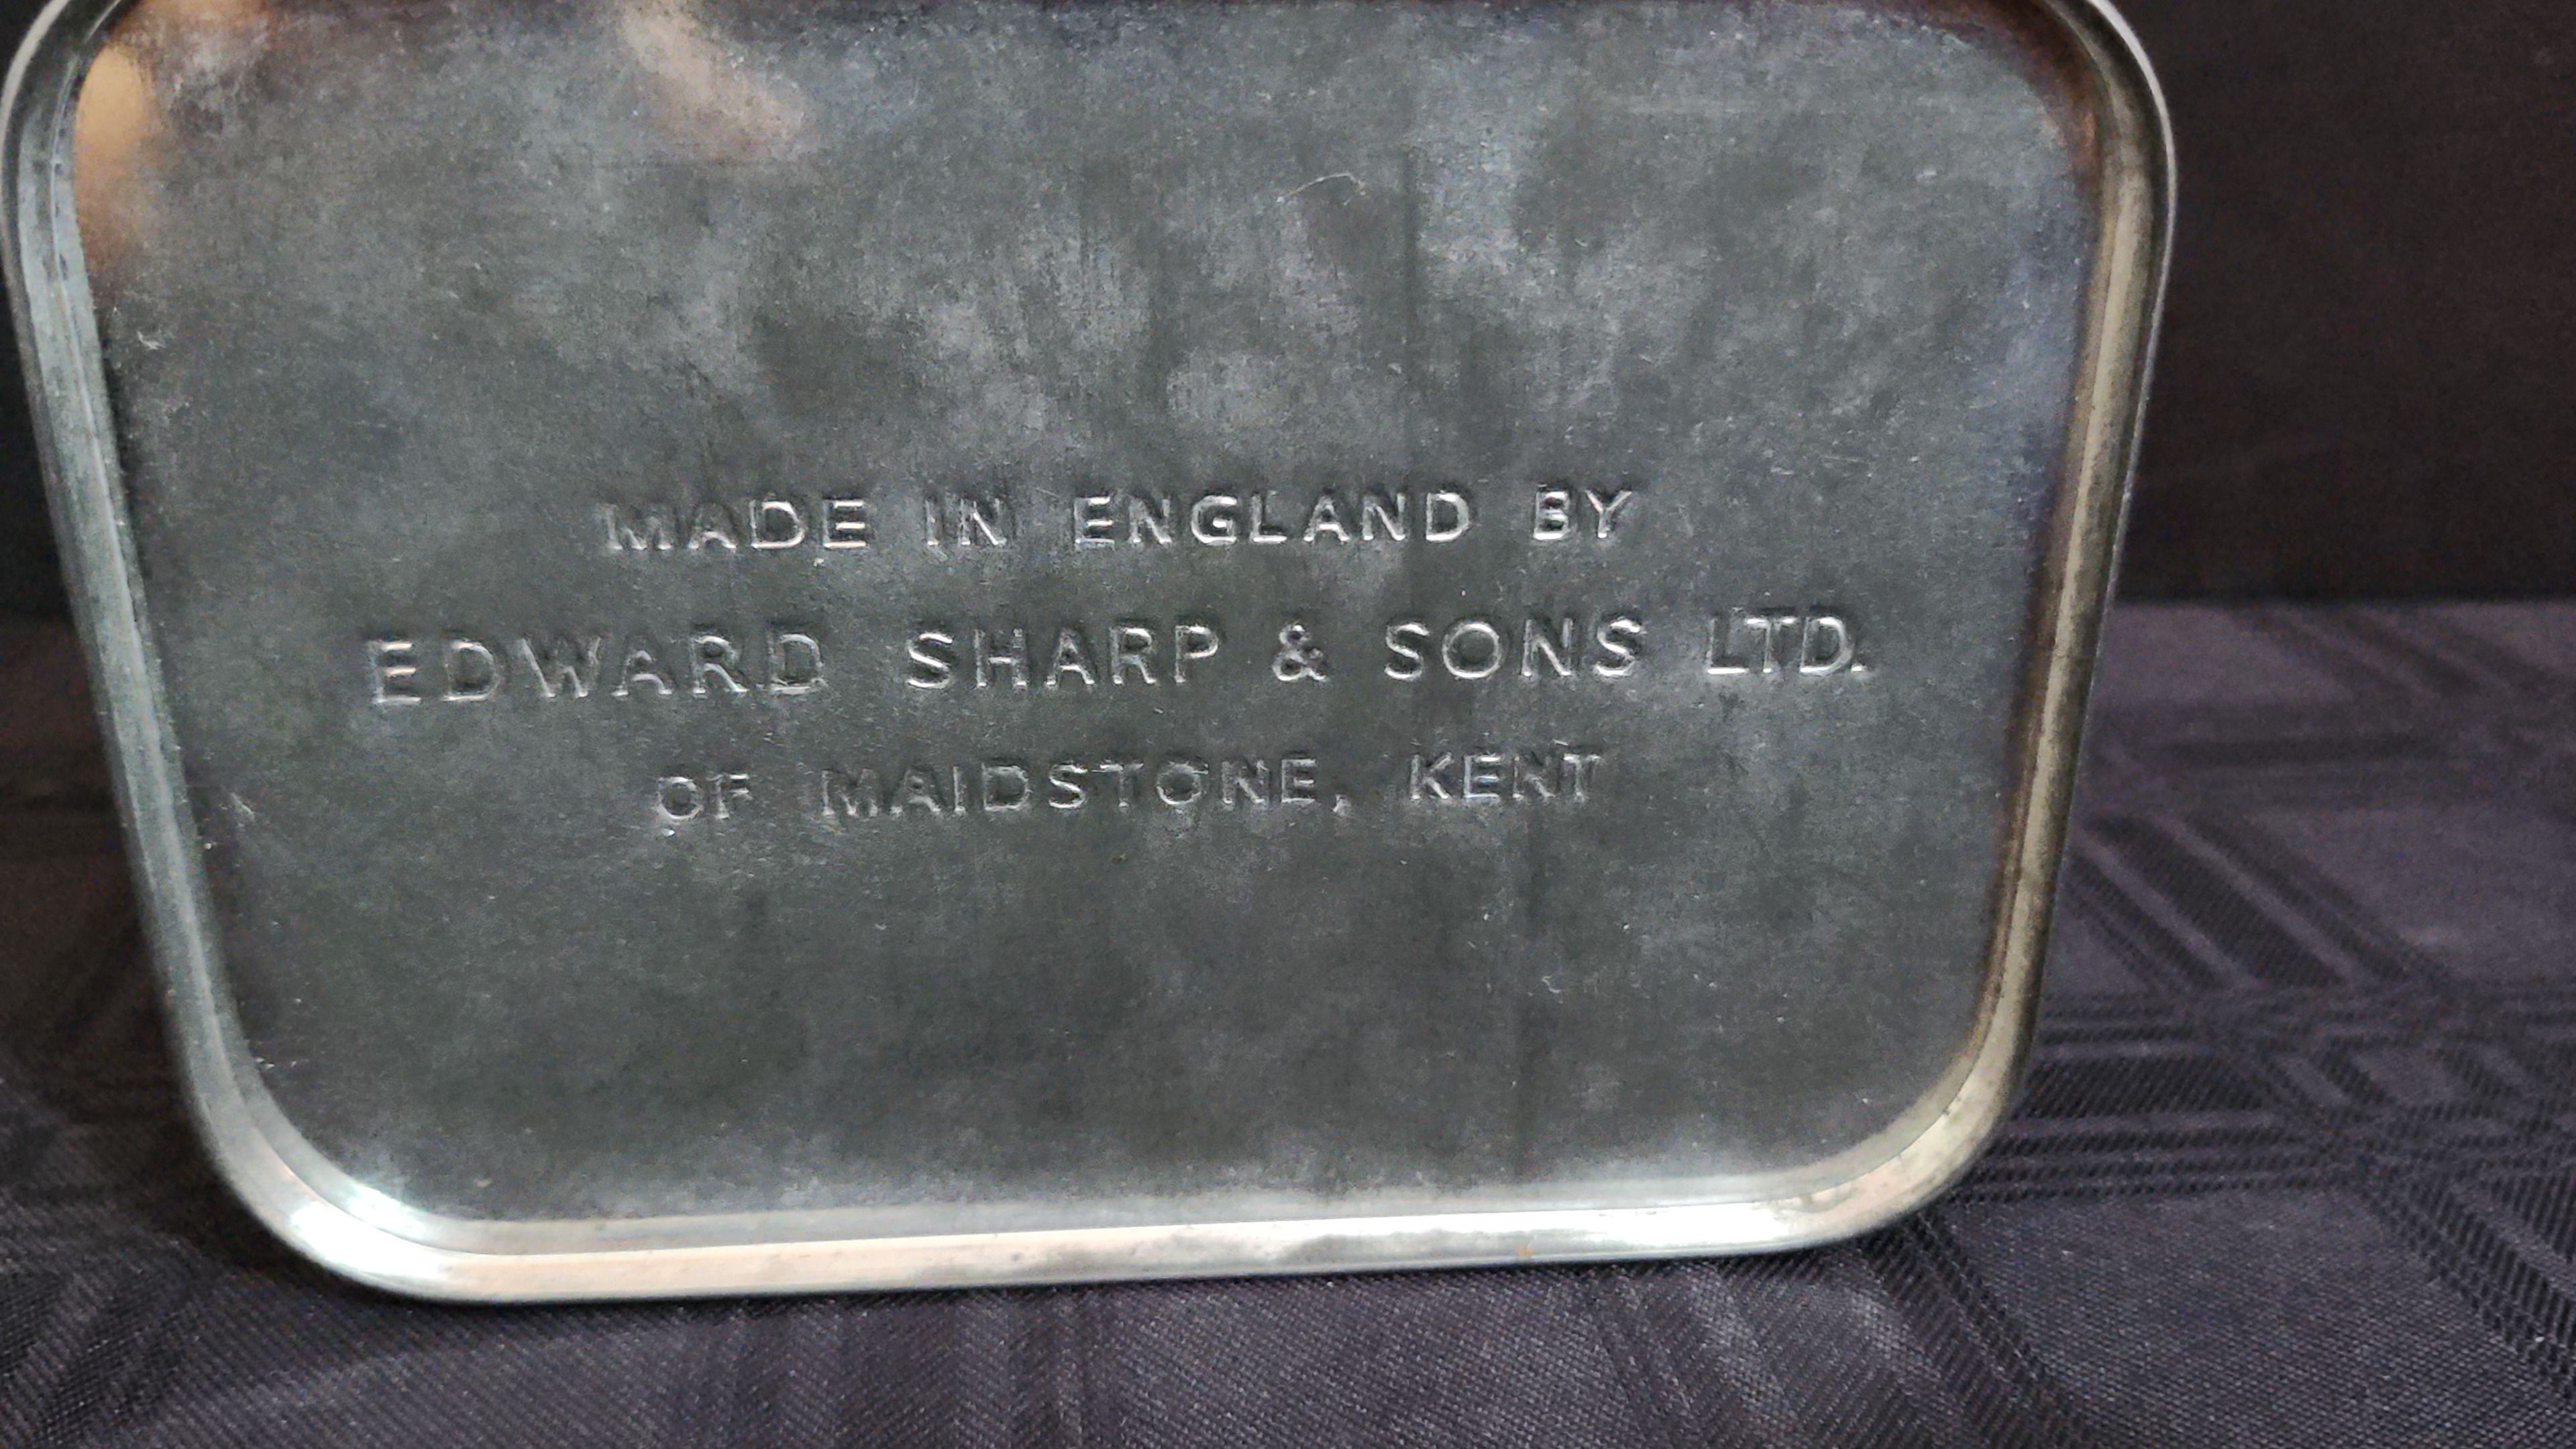 MADE IN ENGLAND BY
EDWARD SHARP & SONS LTD.
OF MAIDSTONE, KENT